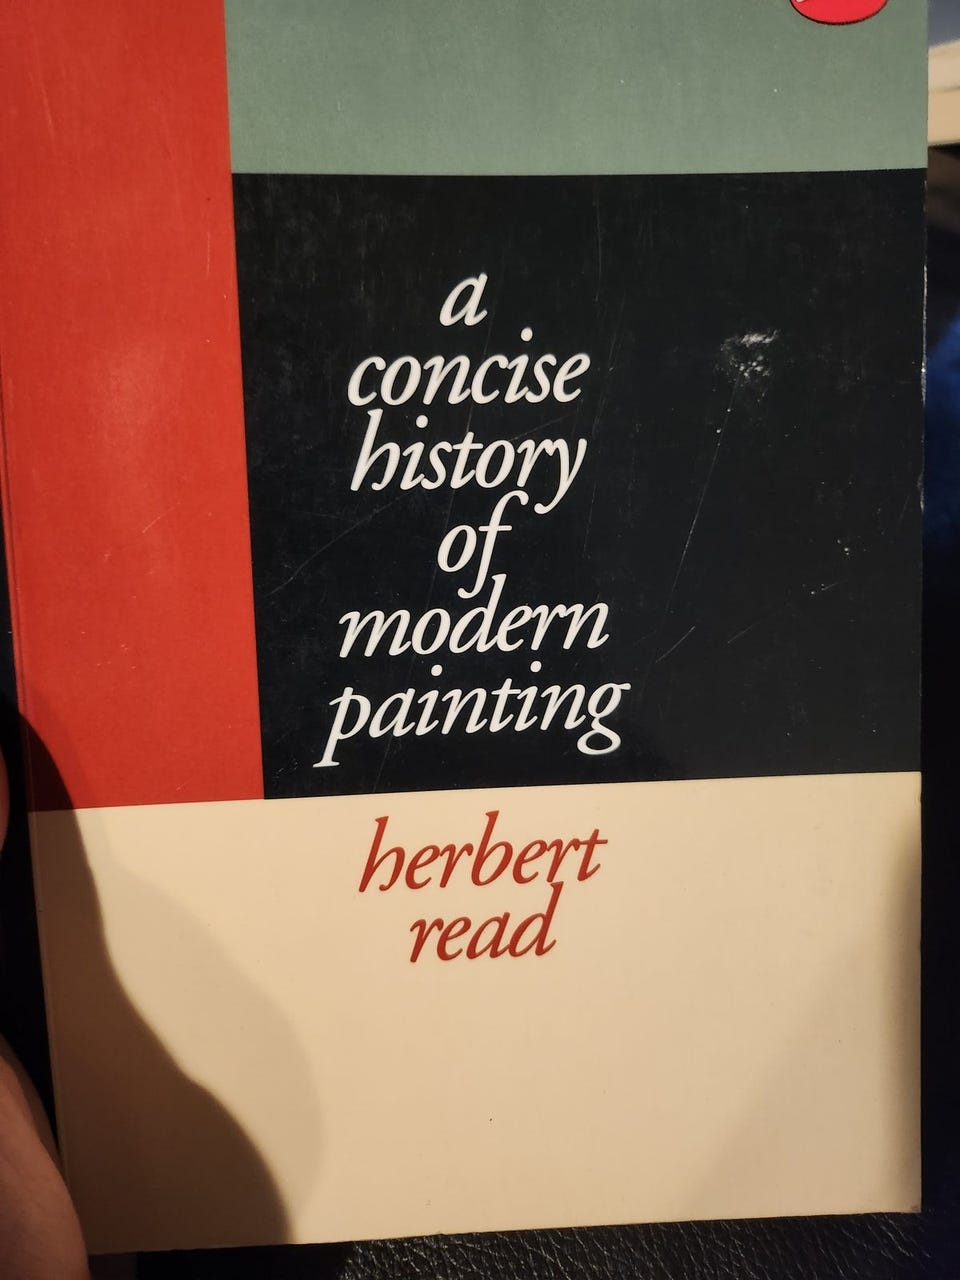 a
concise
history
of
modern
painting
herbert
read